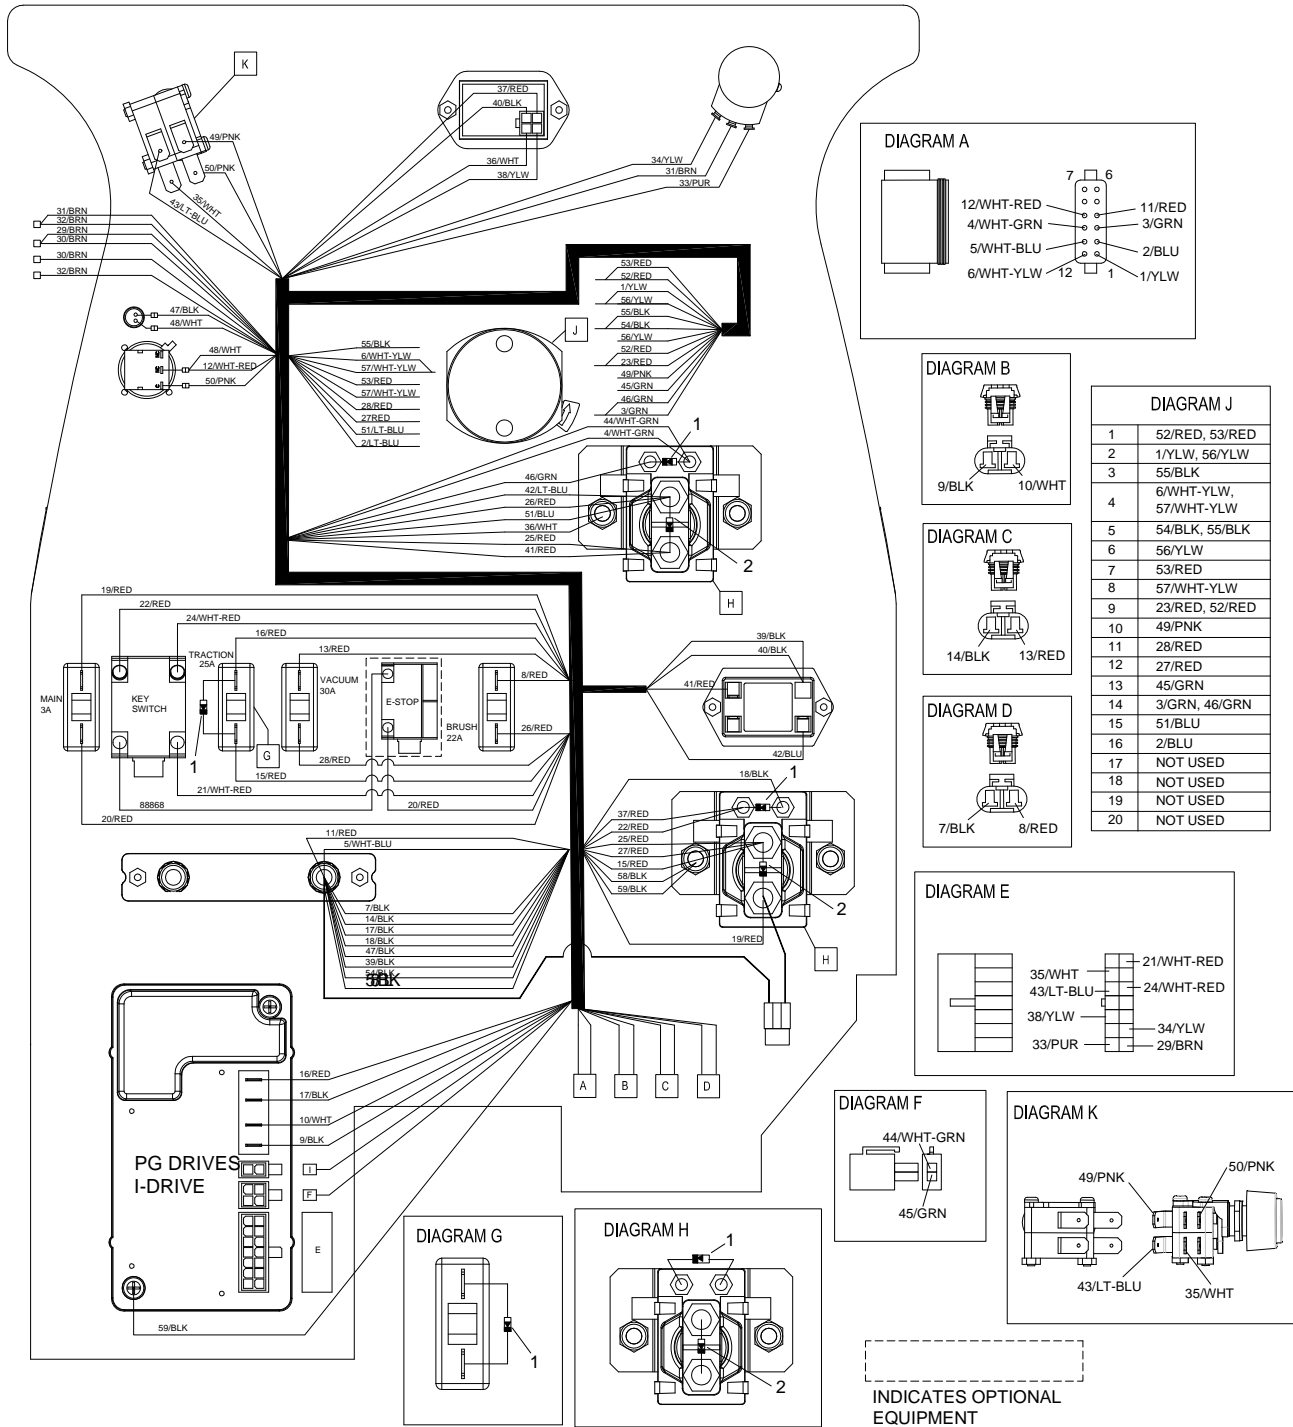 K
37/RED
40/BLK
49/PNK
50/PNK
35/WHT
43/LT-BLU
36/WHT
38/YLW
34/YLW
31/BRN
33/PUR
31/BRN
32/BRN
29/BRN
30/BRN
30/BRN
32/BRN
47/BLK
48/WHT
48/WHT
12/WHT-RED
50/PNK
55/BLK
6/WHT-YLW
57/WHT-YLW
53/RED
57/WHT-YLW
28/RED
27RED
51/LT-BLU
2/LT-BLU
J
53/RED
52/RED
1/YLW
56/YLW
55/BLK
54/BLK
56/YLW
52/RED
23/RED
49/PNK
45/GRN
46/GRN
3/GRN
44/WHT-GRN
4/WHT-GRN
1
46/GRN
42/LT-BLU
26/RED
51/BLU
36/WHT
25/RED
41/RED
2
H
19/RED
22/RED
24/WHT-RED
16/RED
13/RED
8/RED
MAIN
3A
KEY
SWITCH
TRACTION
25A
1
G
VACUUM
30A
E-STOP
BRUSH
22A
26/RED
28/RED
15/RED
21/WHT-RED
88868
20/RED
20/RED
39/BLK
40/BLK
41/RED
42/BLU
11/RED
5/WHT-BLU
7/BLK
14/BLK
17/BLK
18/BLK
47/BLK
39/BLK
54/BLK
18/BLK
1
37/RED
22/RED
25/RED
27/RED
15/RED
58/BLK
59/BLK
2
19/RED
H
A
B
C
D
16/RED
17/BLK
10/WHT
9/BLK
PG DRIVES
I-DRIVE
I
F
E
59/BLK
DIAGRAM A
7
6
12/WHT-RED
11/RED
4/WHT-GRN
3/GRN
5/WHT-BLU
2/BLU
6/WHT-YLW
12
1
1/YLW
DIAGRAM B
9/BLK
10/WHT
DIAGRAM C
14/BLK
13/RED
DIAGRAM D
7/BLK
8/RED
DIAGRAM J
1 52/RED, 53/RED
2 1/YLW, 56/YLW
3 55/BLK
4 6/WHT-YLW,
57/WHT-YLW
5 54/BLK, 55/BLK
6 56/YLW
7 53/RED
8 57/WHT-YLW
9 23/RED, 52/RED
10 49/PNK
11 28/RED
12 27/RED
13 45/GRN
14 3/GRN, 46/GRN
15 51/BLU
16 2/BLU
17 NOT USED
18 NOT USED
19 NOT USED
20 NOT USED
DIAGRAM E
35/WHT
43/LT-BLU
38/YLW
33/PUR
21/WHT-RED
24/WHT-RED
34/YLW
29/BRN
DIAGRAM F
44/WHT-GRN
45/GRN
DIAGRAM K
49/PNK
50/PNK
43/LT-BLU
35/WHT
DIAGRAM G
1
DIAGRAM H
1
2
INDICATES OPTIONAL
EQUIPMENT